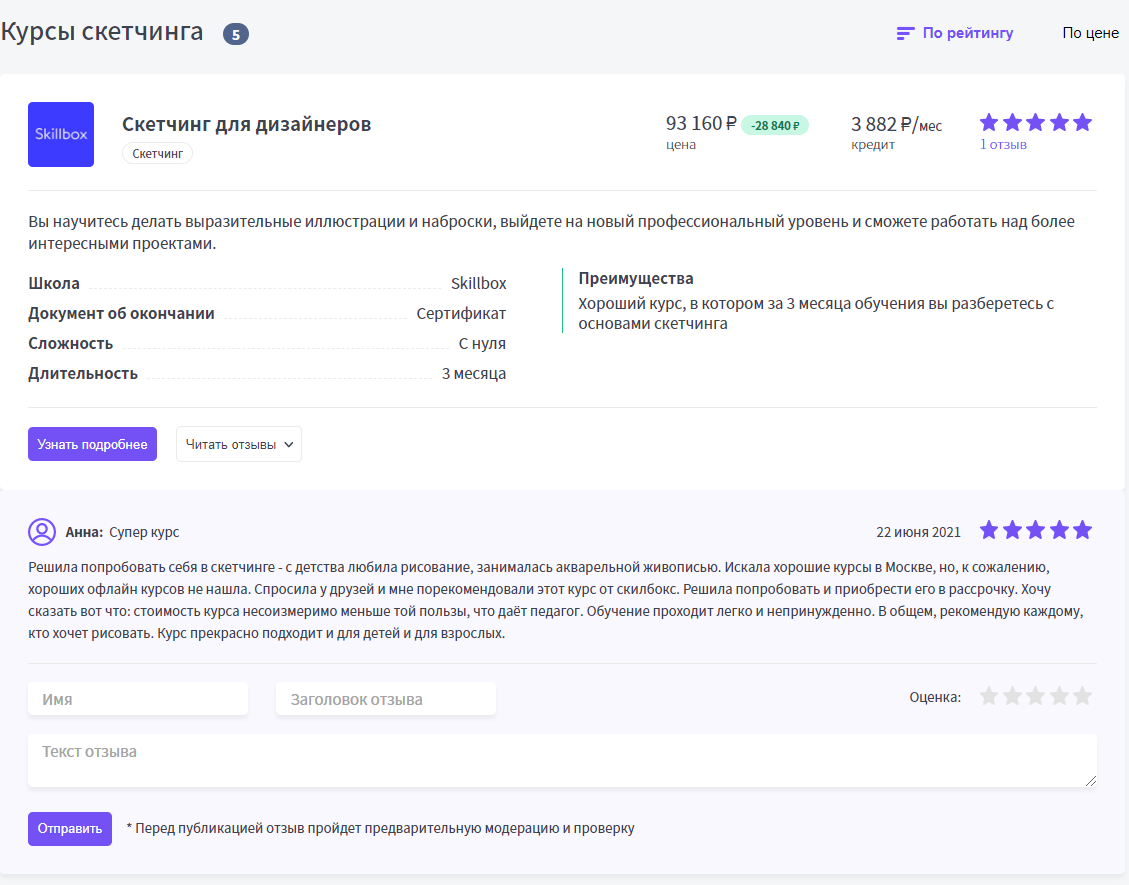 Курсы скетчинга 5 По рейтингу По цене
Skillbox
Скетчинг для дизайнеров
Скетчинг
93 160 ₽ -28 840 ₽
цена
3 882 ₽/мес
кредит
1 отзыв
Вы научитесь делать выразительные иллюстрации и наброски, выйдете на новый профессиональный уровень и сможете работать над более
интересными проектами.
Школа Skillbox
Документ об окончании Сертификат
Сложность С нуля
Длительность 3 месяца
Преимущества
Хороший курс, в котором за 3 месяца обучения вы разберетесь с
основами скетчинга
Узнать подробнее Читать отзывы
Анна: Супер курс 22 июня 2021
Решила попробовать себя в скетчинге - с детства любила рисование, занималась акварельной живописью. Искала хорошие курсы в Москве, но, к сожалению,
хороших офлайн курсов не нашла. Спросила у друзей и мне порекомендовали этот курс от скилбокс. Решила попробовать и приобрести его в рассрочку. Хочу
сказать вот что: стоимость курса несоизмеримо меньше той пользы, что даёт педагог. Обучение проходит легко и непринужденно. В общем, рекомендую каждому,
кто хочет рисовать. Курс прекрасно подходит и для детей и для взрослых.
Имя Заголовок отзыва Оценка:
Текст отзыва
Отправить * Перед публикацией отзыв пройдет предварительную модерацию и проверку